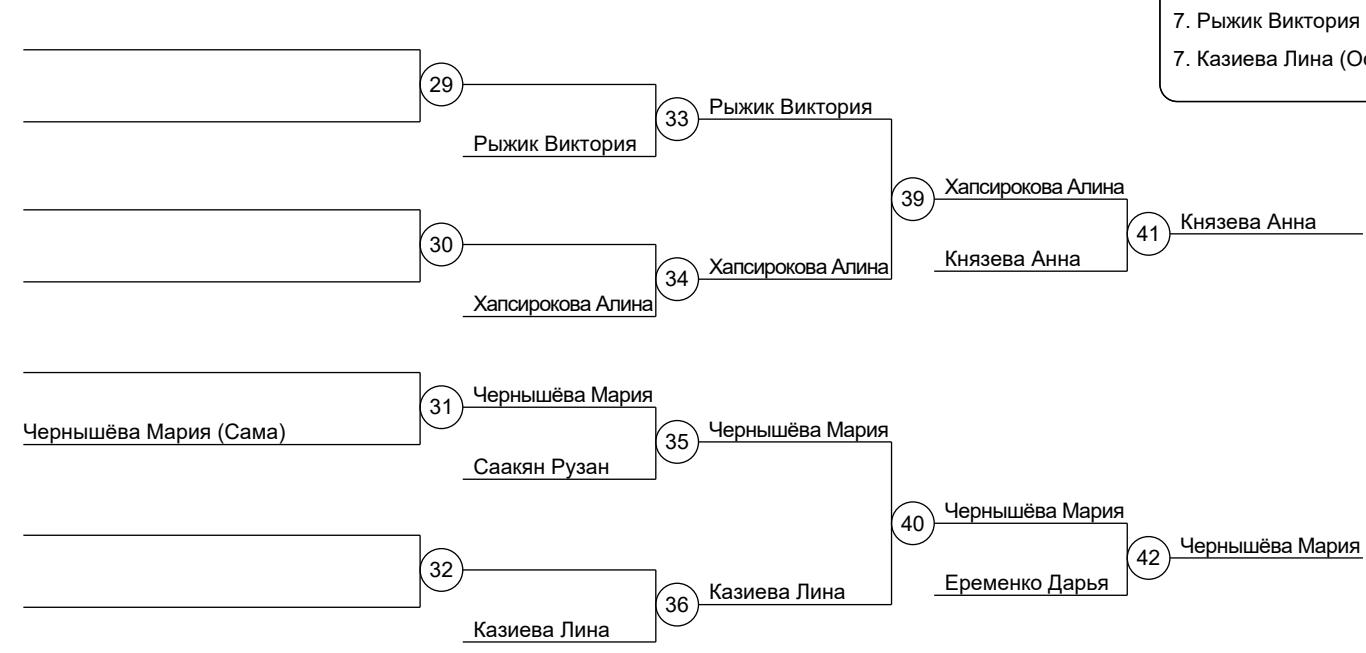 7. Рыжик Виктория
7. Казиева Лина (Ос
29
33
Рыжик Виктория
Рыжик Виктория
39
Хапсирокова Алина
41
Князева Анна
30
34
Хапсирокова Алина
Князева Анна
Хапсирокова Алина
31
Чернышёва Мария
Чернышёва Мария (Сама)
35
Чернышёва Мария
Саакян Рузан
40
Чернышёва Мария
42
Чернышёва Мария
32
36
Казиева Лина
Еременко Дарья
Казиева Лина